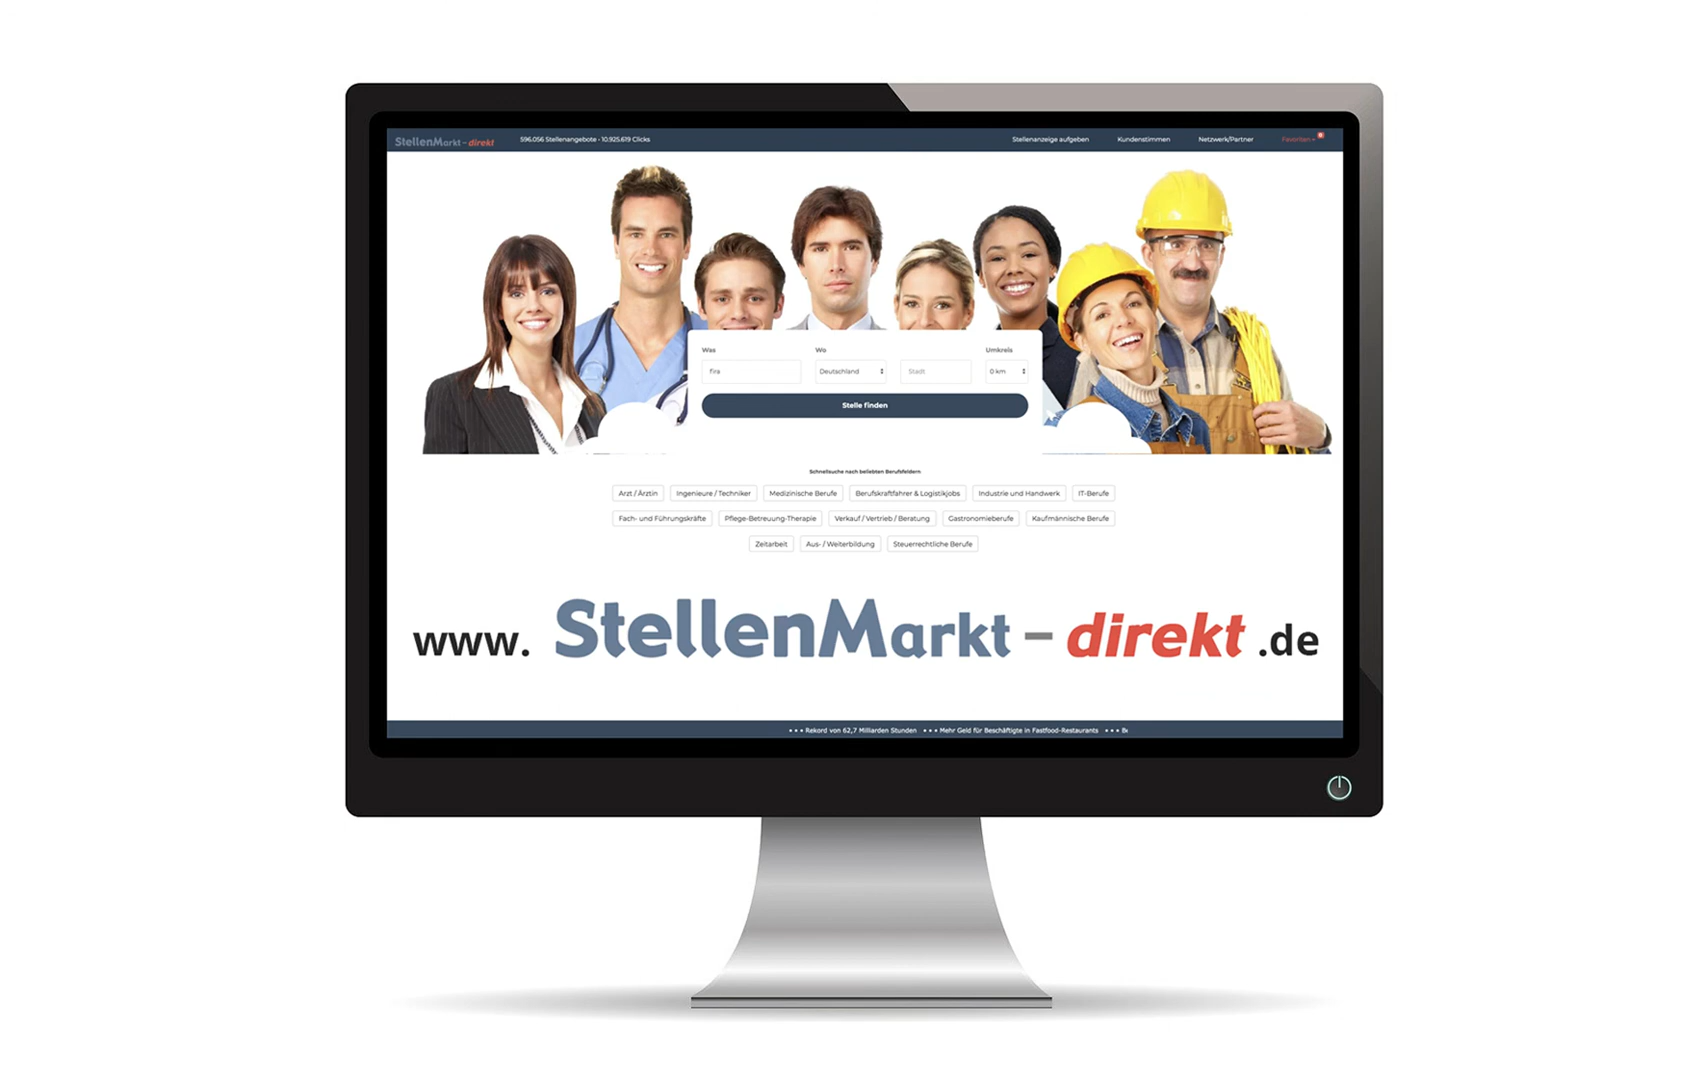 StellenMarkt - direkt 596.056 Stellenangebote • 10.925.619 Clicks Stellenanzeige aufgeben Kundenstimmen Netzwerk/Partner Favoriten
Was Wo Umkreis
fira Deutschland Stadt 0 km
Stelle finden
Schnellsuche nach beliebten Berufsfeldern
Arzt / Ärztin Ingenieure / Techniker Medizinische Berufe Berufskraftfahrer & Logistikjobs Industrie und Handwerk IT-Berufe
Fach- und Führungskräfte Pflege-Betreuung-Therapie Verkauf / Vertrieb / Beratung Gastronomieberufe Kaufmännische Berufe
Zeitarbeit Aus- / Weiterbildung Steuerrechtliche Berufe
www. StellenMarkt - direkt .de
• • • Rekord von 62,7 Milliarden Stunden • • • Mehr Geld für Beschäftigte in Fastfood-Restaurants • • •